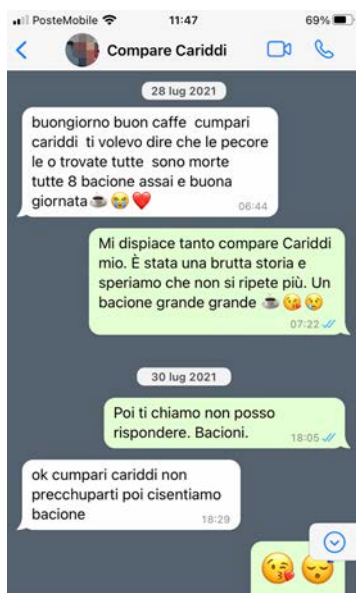 PosteMobile 11:47 69%
Compare Cariddi
28 lug 2021
buongiorno buon caffe cumpari
cariddi ti volevo dire che le pecore
le o trovate tutte sono morte
tutte 8 bacione assai e buona
giornata☕😭❤️
06:44
Mi dispiace tanto compare Cariddi
mio. È stata una brutta storia e
speriamo che non si ripete più. Un
bacione grande grande ☕😘😢
07:22
30 lug 2021
Poi ti chiamo non posso
rispondere. Bacioni.
18:05
ok cumpari cariddi non
precchuparti poi cisentiamo
bacione
18:29
😘😴